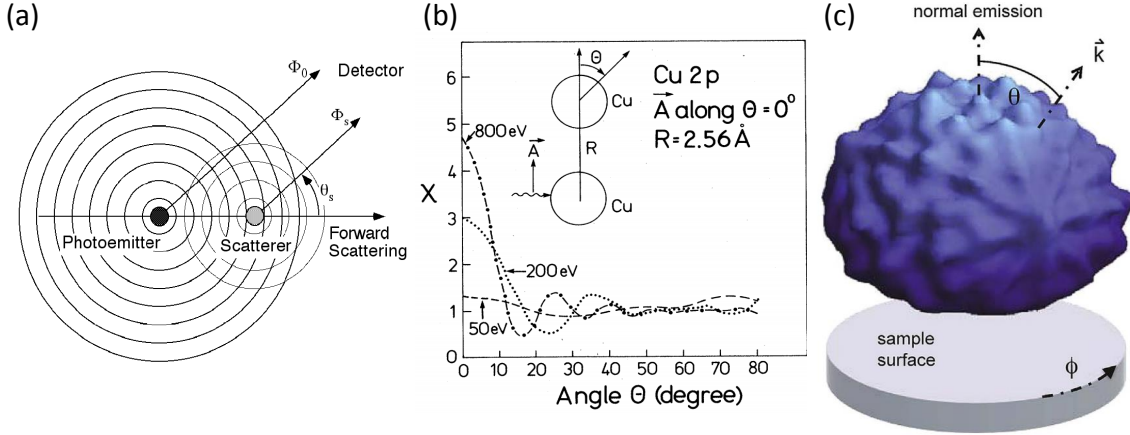 (a)
Φ0
Detector
Φs
θs
Photoemitter
Scatterer
Forward
Scattering
(b)
6
5
4
3
2
1
0
X
800 eV
200 eV
50 eV
A
R
Θ
Cu
Cu
Cu 2p
A along Θ = 0°
R = 2.56 Å
0 10 20 30 40 50 60 70 80 90
Angle Θ (degree)
(c)
normal emission
k
θ
sample
surface
ϕ